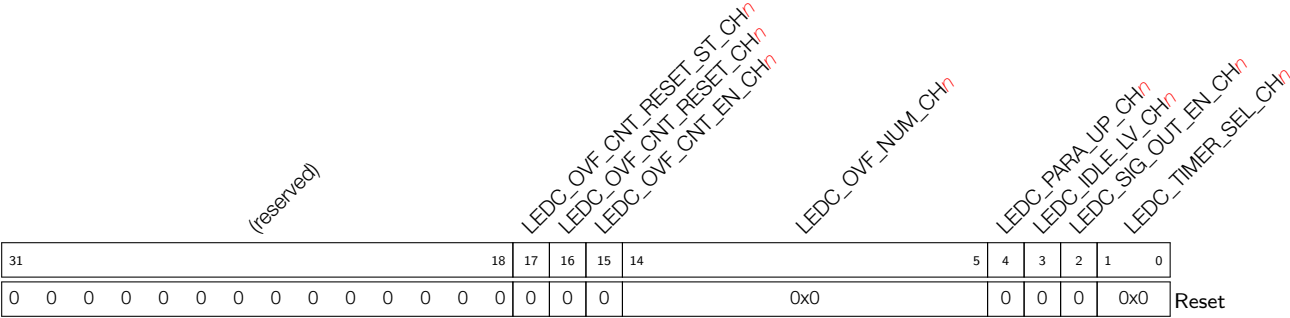 (reserved)
LEDC_OVF_CNT_RESET_ST_CHn
LEDC_OVF_CNT_RESET_CHn
LEDC_OVF_CNT_EN_CHn
LEDC_OVF_NUM_CHn
LEDC_PARA_UP_CHn
LEDC_IDLE_LV_CHn
LEDC_SIG_OUT_EN_CHn
LEDC_TIMER_SEL_CHn
31 18 17 16 15 14 5 4 3 2 1 0
0 0 0 0 0 0 0 0 0 0 0 0 0 0 0 0 0 0x0 0 0 0 0x0 Reset